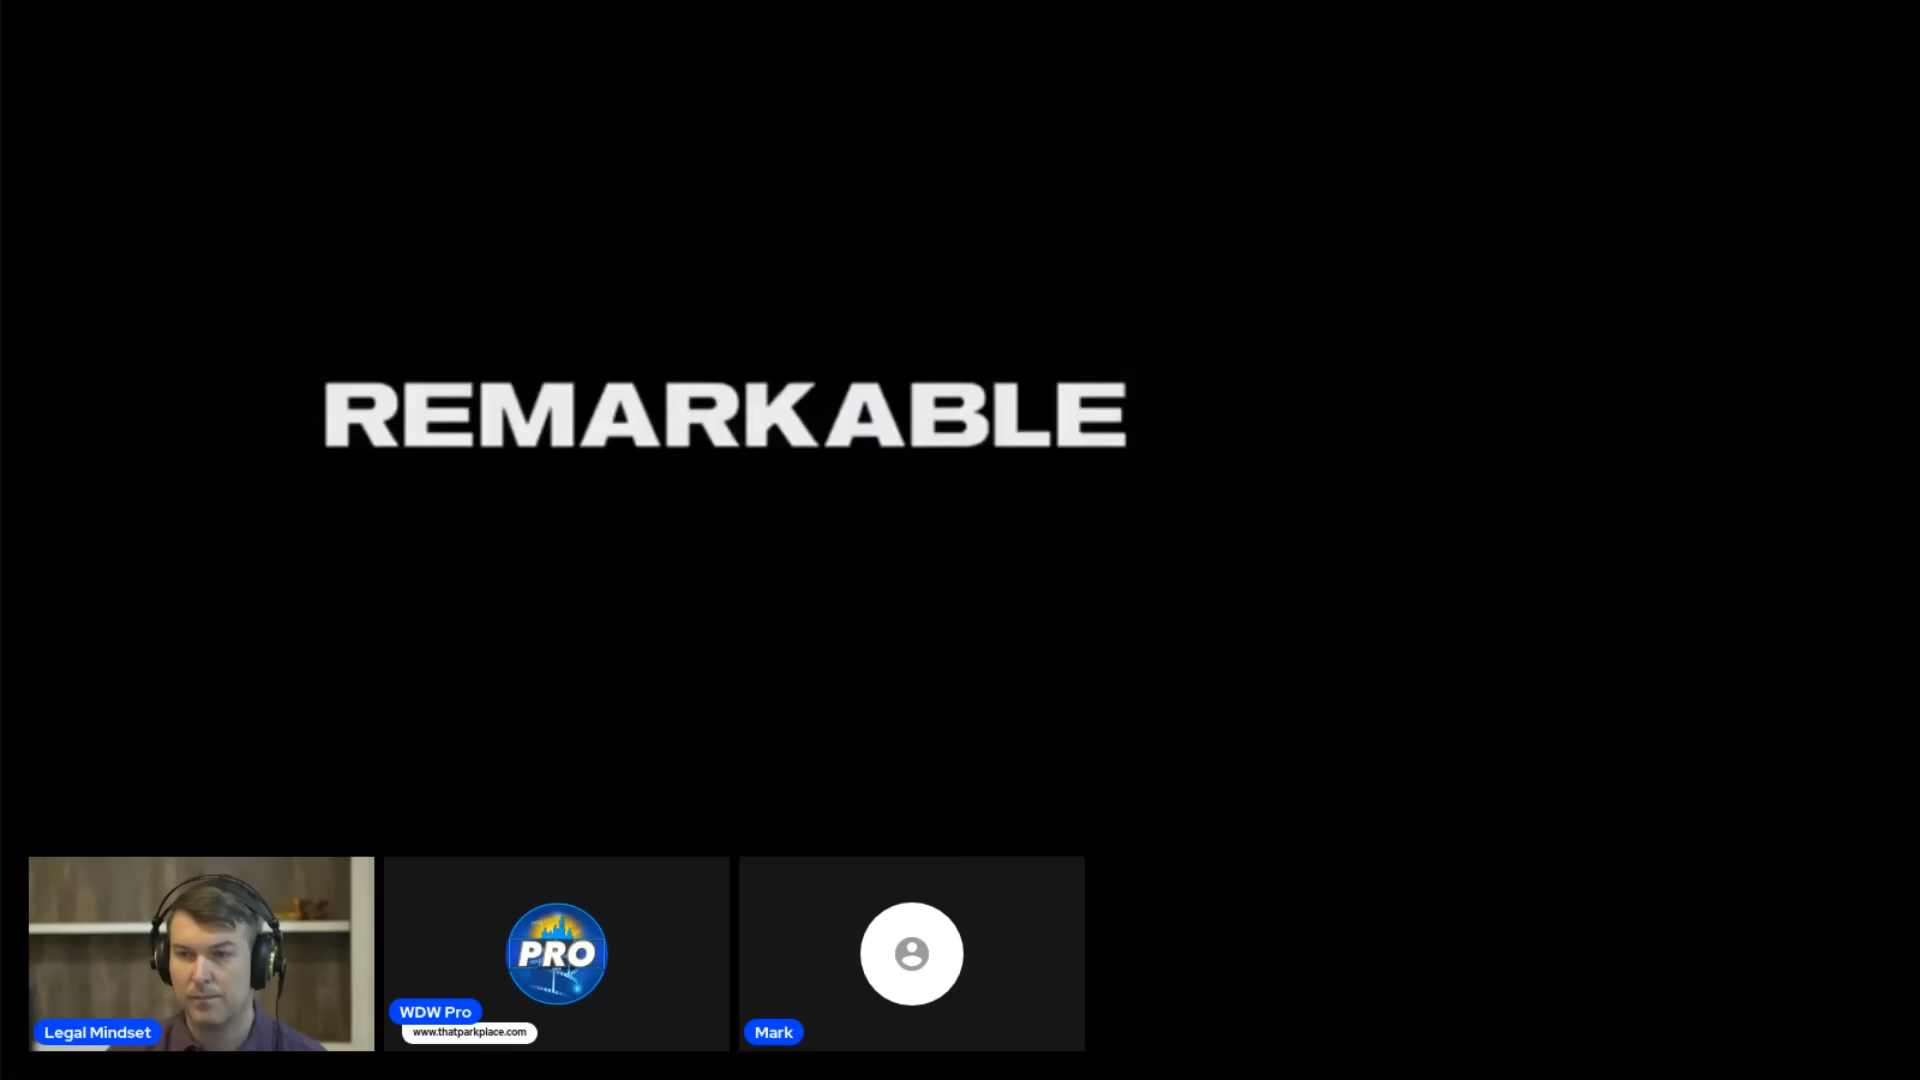 REMARKABLE
PRO
Legal Mindset
WDW Pro
www.thatparkplace.com
Mark